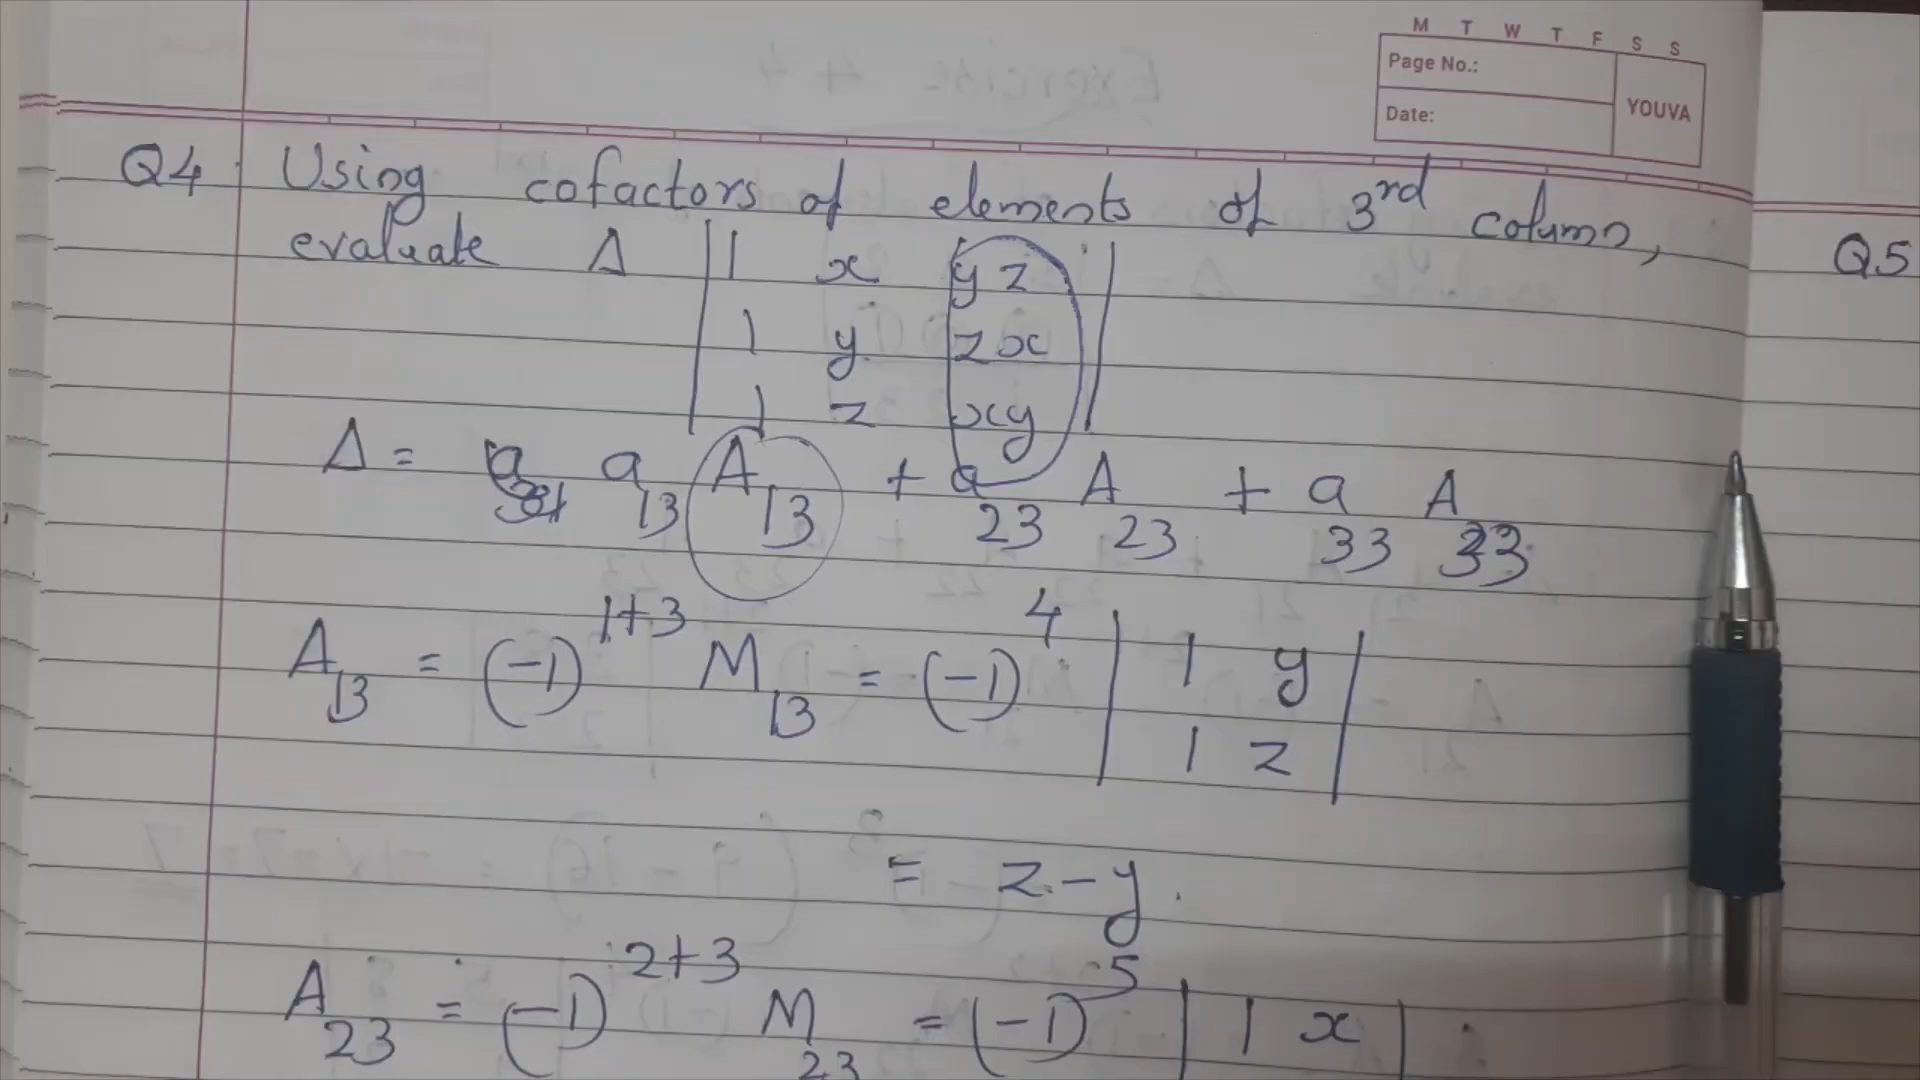 M T W T F S S
Page No.:
Date:
YOUVA
Q4. Using cofactors of elements of 3rd column,
evaluate Δ | 1 x yz |
| 1 y zx |
| 1 z xy |
Δ = a13 A13 + a23 A23 + a33 A33
A13 = (-1)^1+3 M13 = (-1)^4 | 1 y |
| 1 z |
= z - y.
A23 = (-1)^2+3 M23 = (-1)^5 | 1 x |
Q5